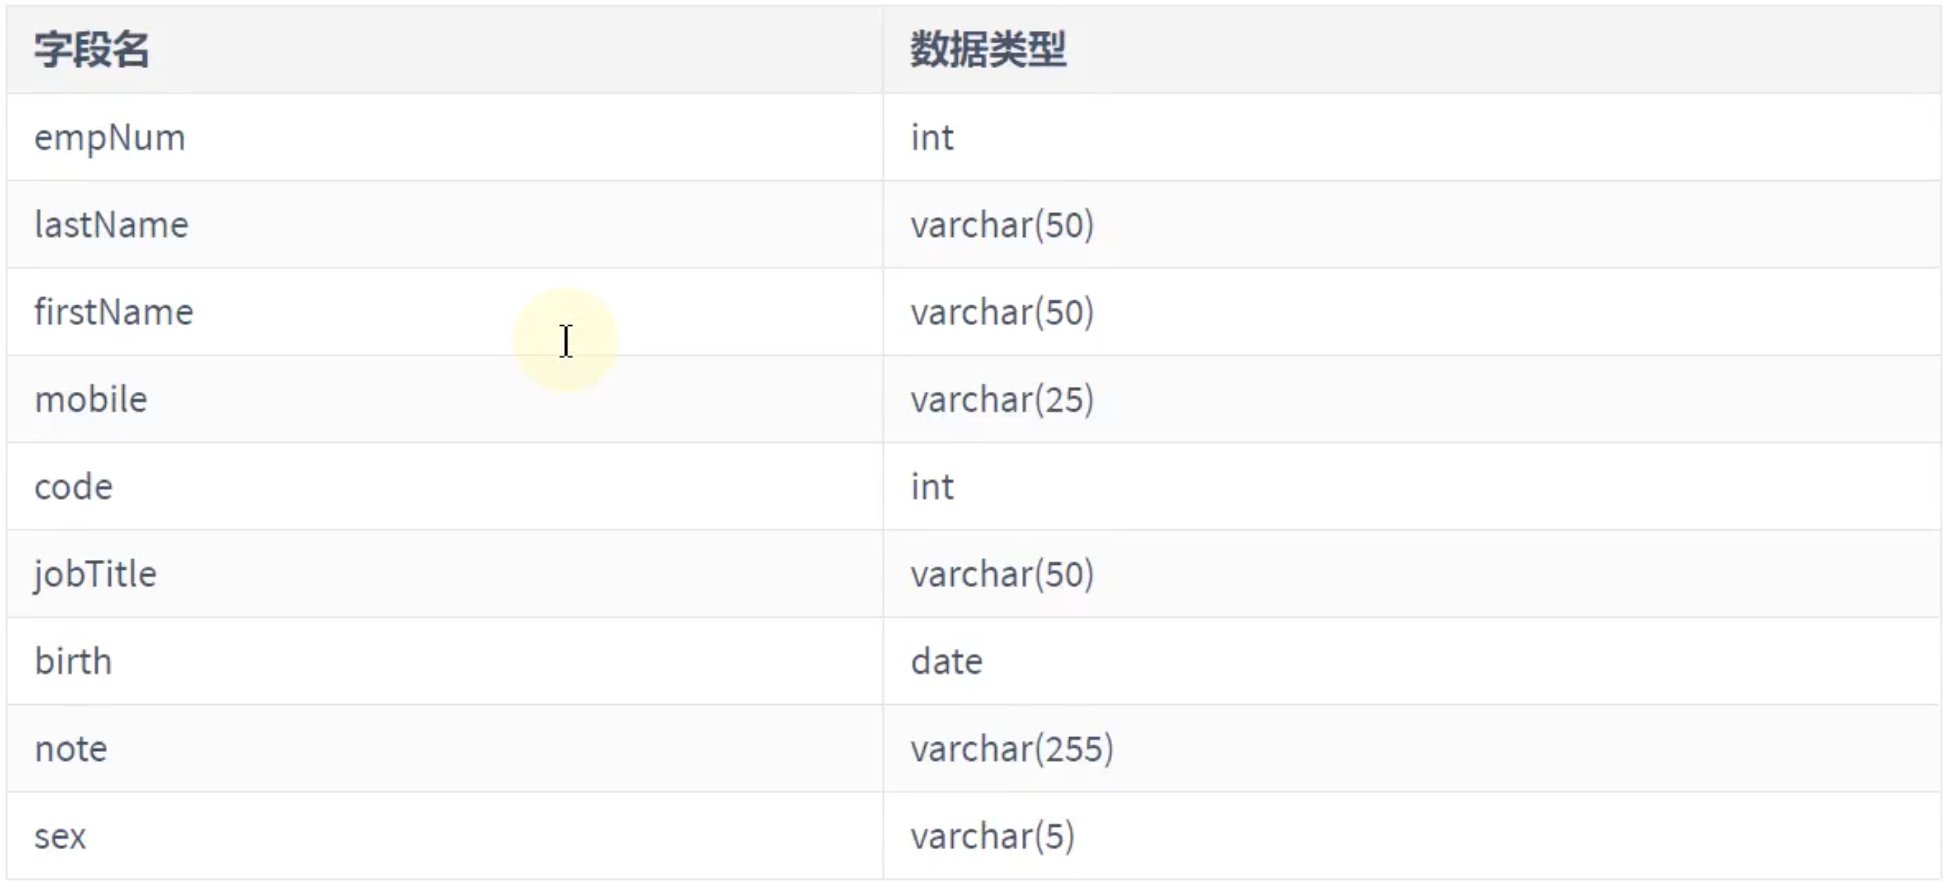 字段名 数据类型
empNum int
lastName varchar(50)
firstName varchar(50)
mobile varchar(25)
code int
jobTitle varchar(50)
birth date
note varchar(255)
sex varchar(5)